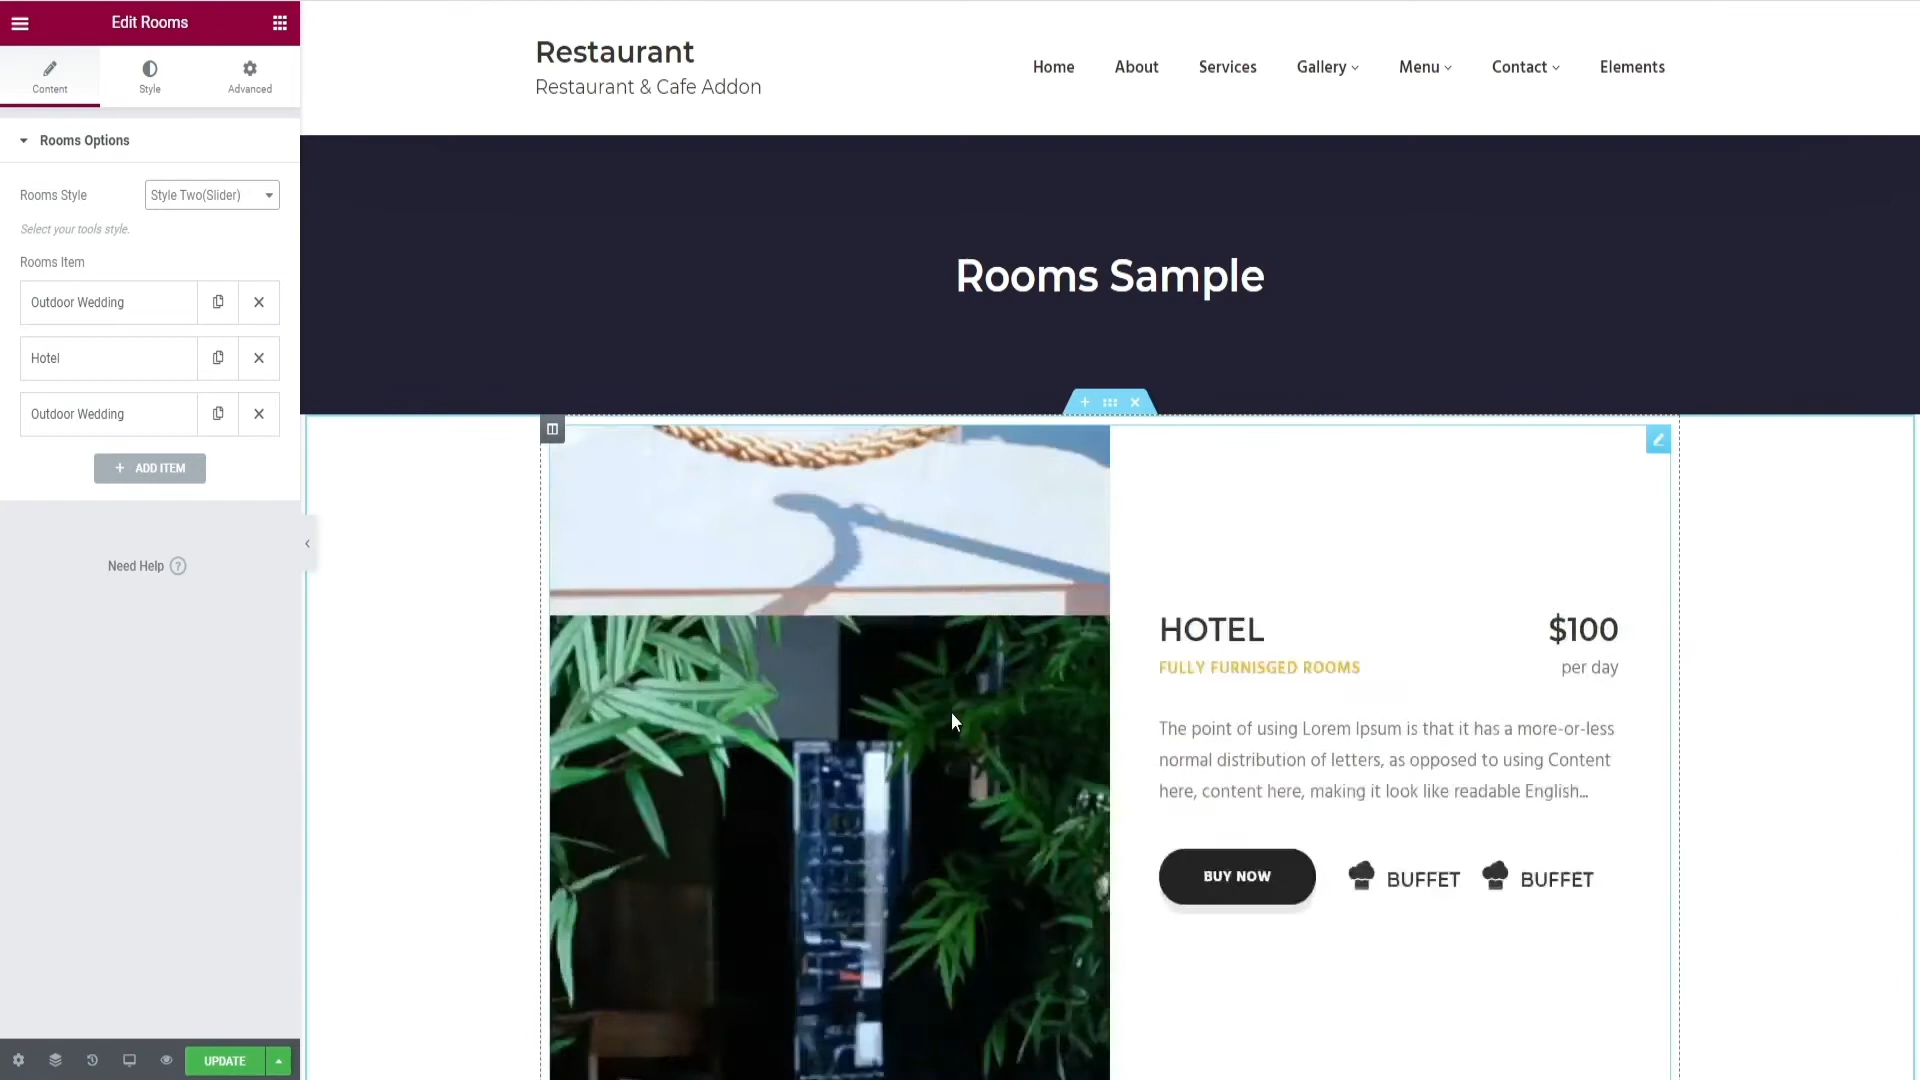 Edit Rooms
Content
Style
Advanced
Rooms Options
Rooms Style
Style Two(Slider)
Select your tools style.
Rooms Item
Outdoor Wedding
Hotel
Outdoor Wedding
+ ADD ITEM
Need Help ?
UPDATE
Restaurant
Restaurant & Cafe Addon
Home
About
Services
Gallery
Menu
Contact
Elements
Rooms Sample
HOTEL
$100
FULLY FURNISGED ROOMS
per day
The point of using Lorem Ipsum is that it has a more-or-less
normal distribution of letters, as opposed to using Content
here, content here, making it look like readable English...
BUY NOW
BUFFET
BUFFET